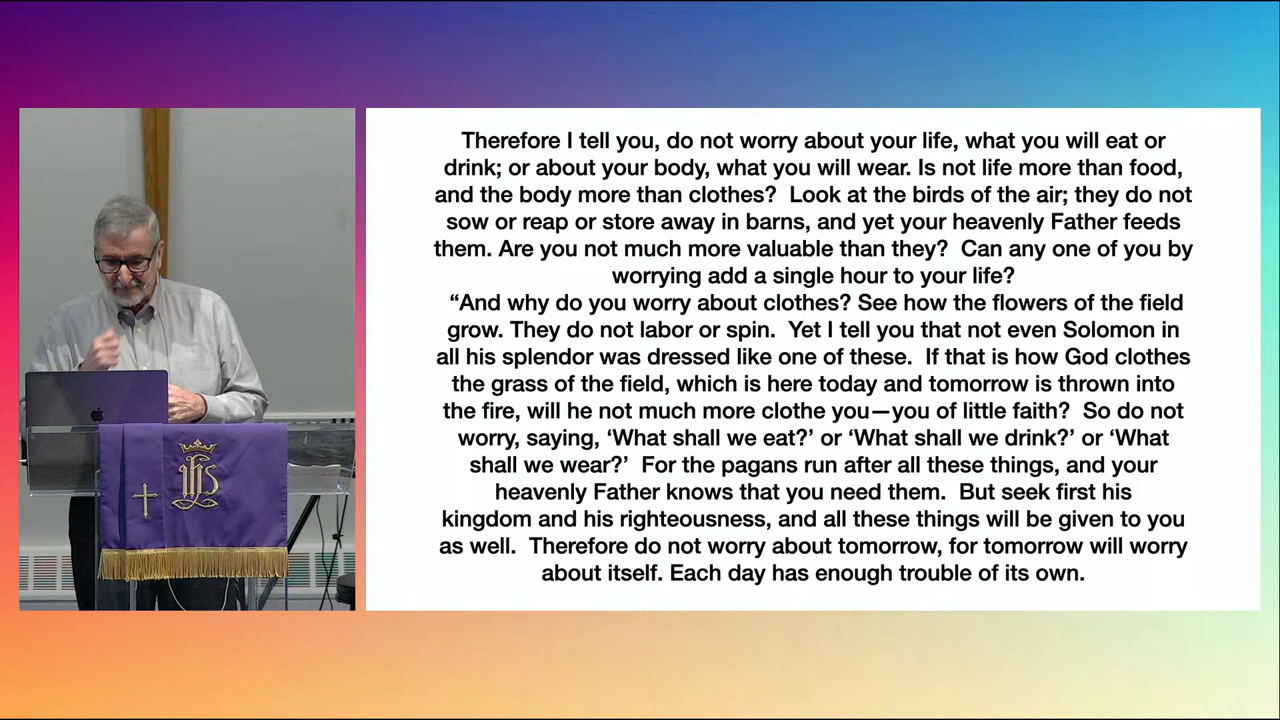 Therefore I tell you, do not worry about your life, what you will eat or
drink; or about your body, what you will wear. Is not life more than food,
and the body more than clothes?  Look at the birds of the air; they do not
sow or reap or store away in barns, and yet your heavenly Father feeds
them. Are you not much more valuable than they?  Can any one of you by
worrying add a single hour to your life?
“And why do you worry about clothes? See how the flowers of the field
grow. They do not labor or spin.  Yet I tell you that not even Solomon in
all his splendor was dressed like one of these.  If that is how God clothes
the grass of the field, which is here today and tomorrow is thrown into
the fire, will he not much more clothe you—you of little faith?  So do not
worry, saying, ‘What shall we eat?’ or ‘What shall we drink?’ or ‘What
shall we wear?’  For the pagans run after all these things, and your
heavenly Father knows that you need them.  But seek first his
kingdom and his righteousness, and all these things will be given to you
as well.  Therefore do not worry about tomorrow, for tomorrow will worry
about itself. Each day has enough trouble of its own.
IHS